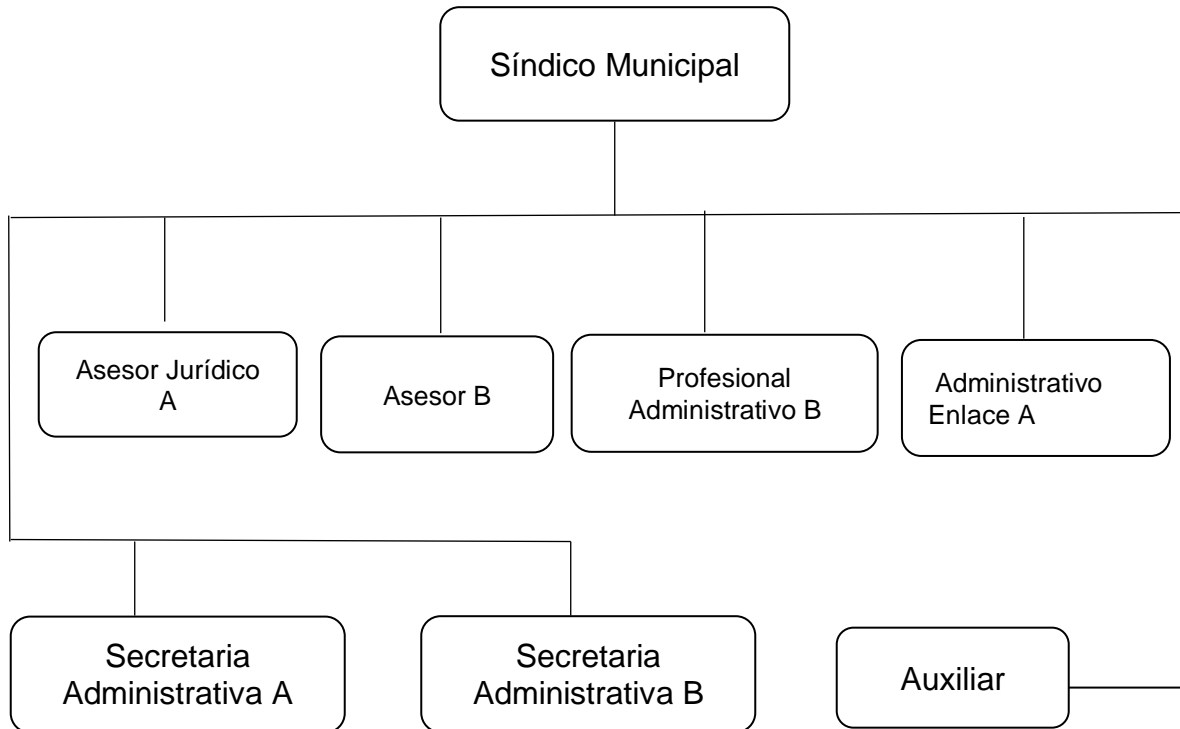 Síndico Municipal
Asesor Jurídico
A
Asesor B
Profesional
Administrativo B
Administrativo
Enlace A
Secretaria
Administrativa A
Secretaria
Administrativa B
Auxiliar